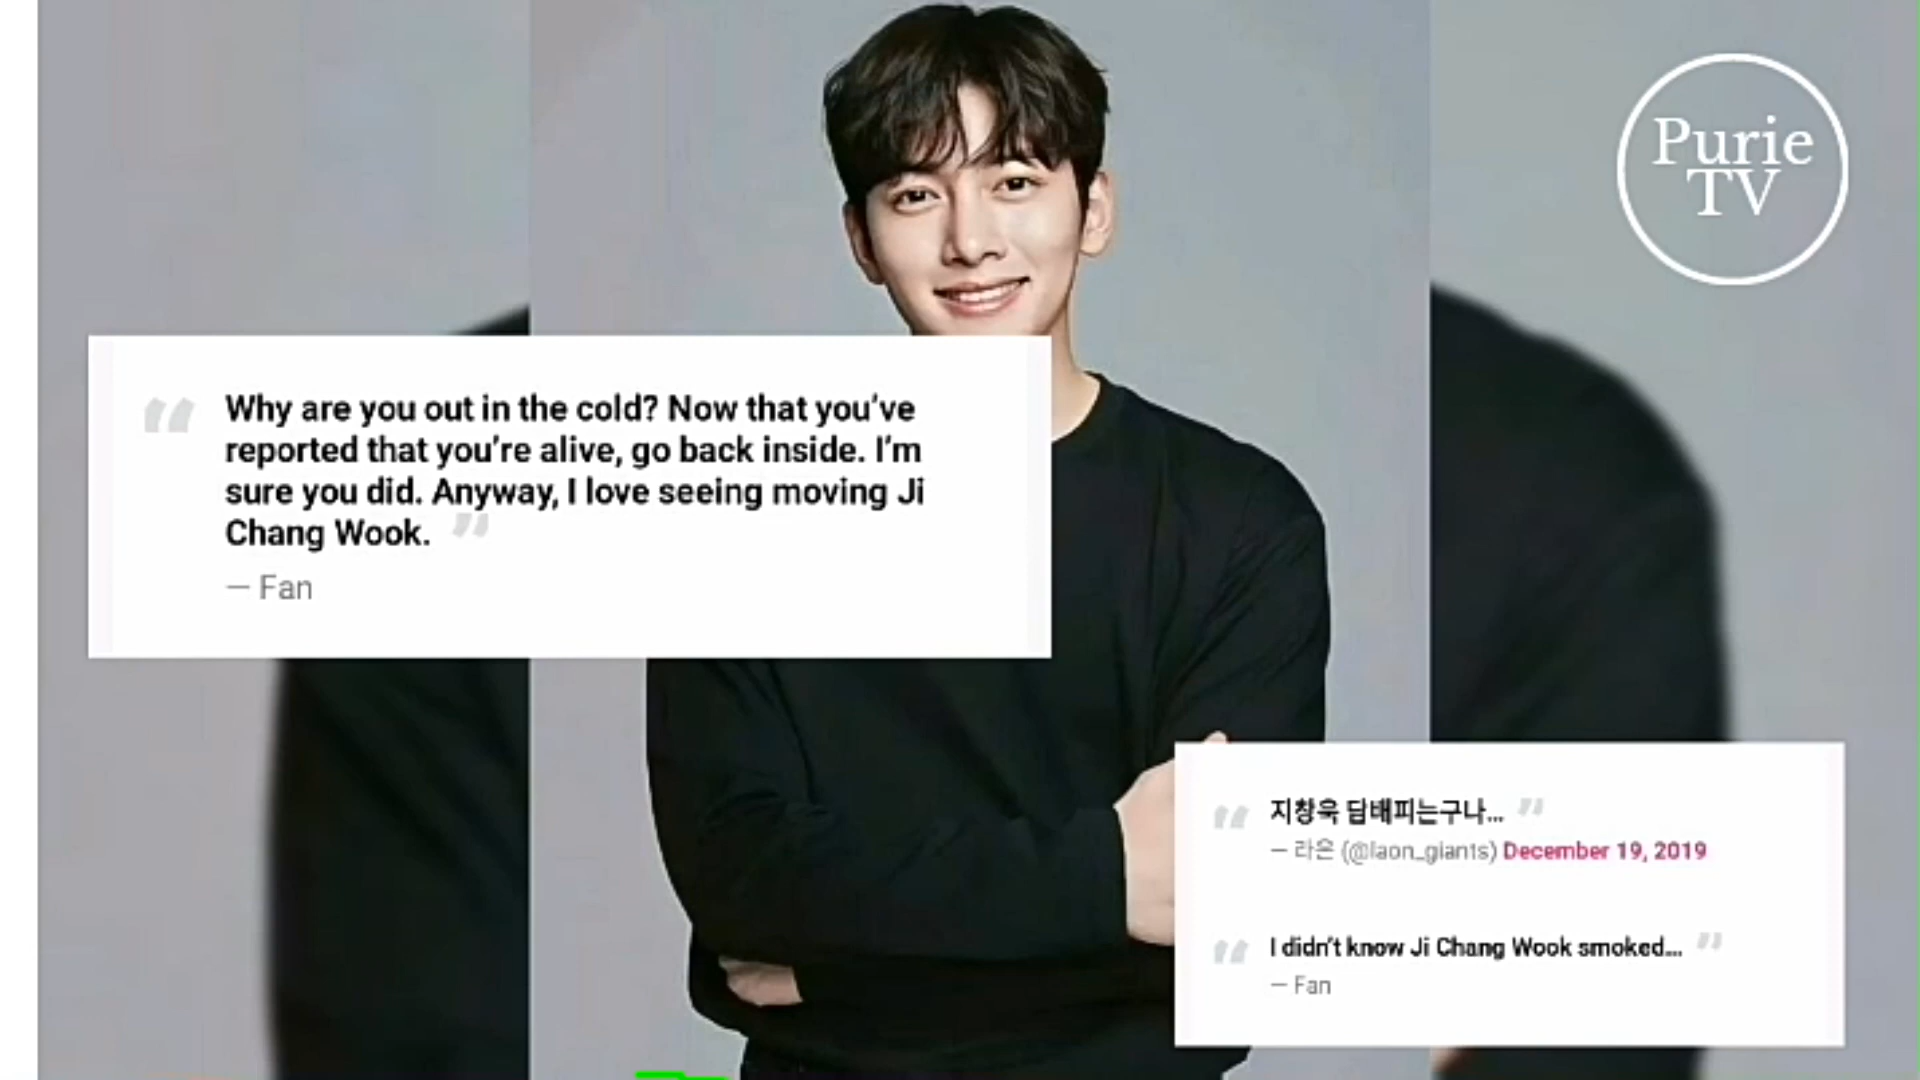 Purie
TV
“ Why are you out in the cold? Now that you’ve
reported that you’re alive, go back inside. I’m
sure you did. Anyway, I love seeing moving Ji
Chang Wook. ”
— Fan
“ 지창욱 담배피는구나... ”
— 라온 (@laon_giants) December 19, 2019
“ I didn’t know Ji Chang Wook smoked... ”
— Fan